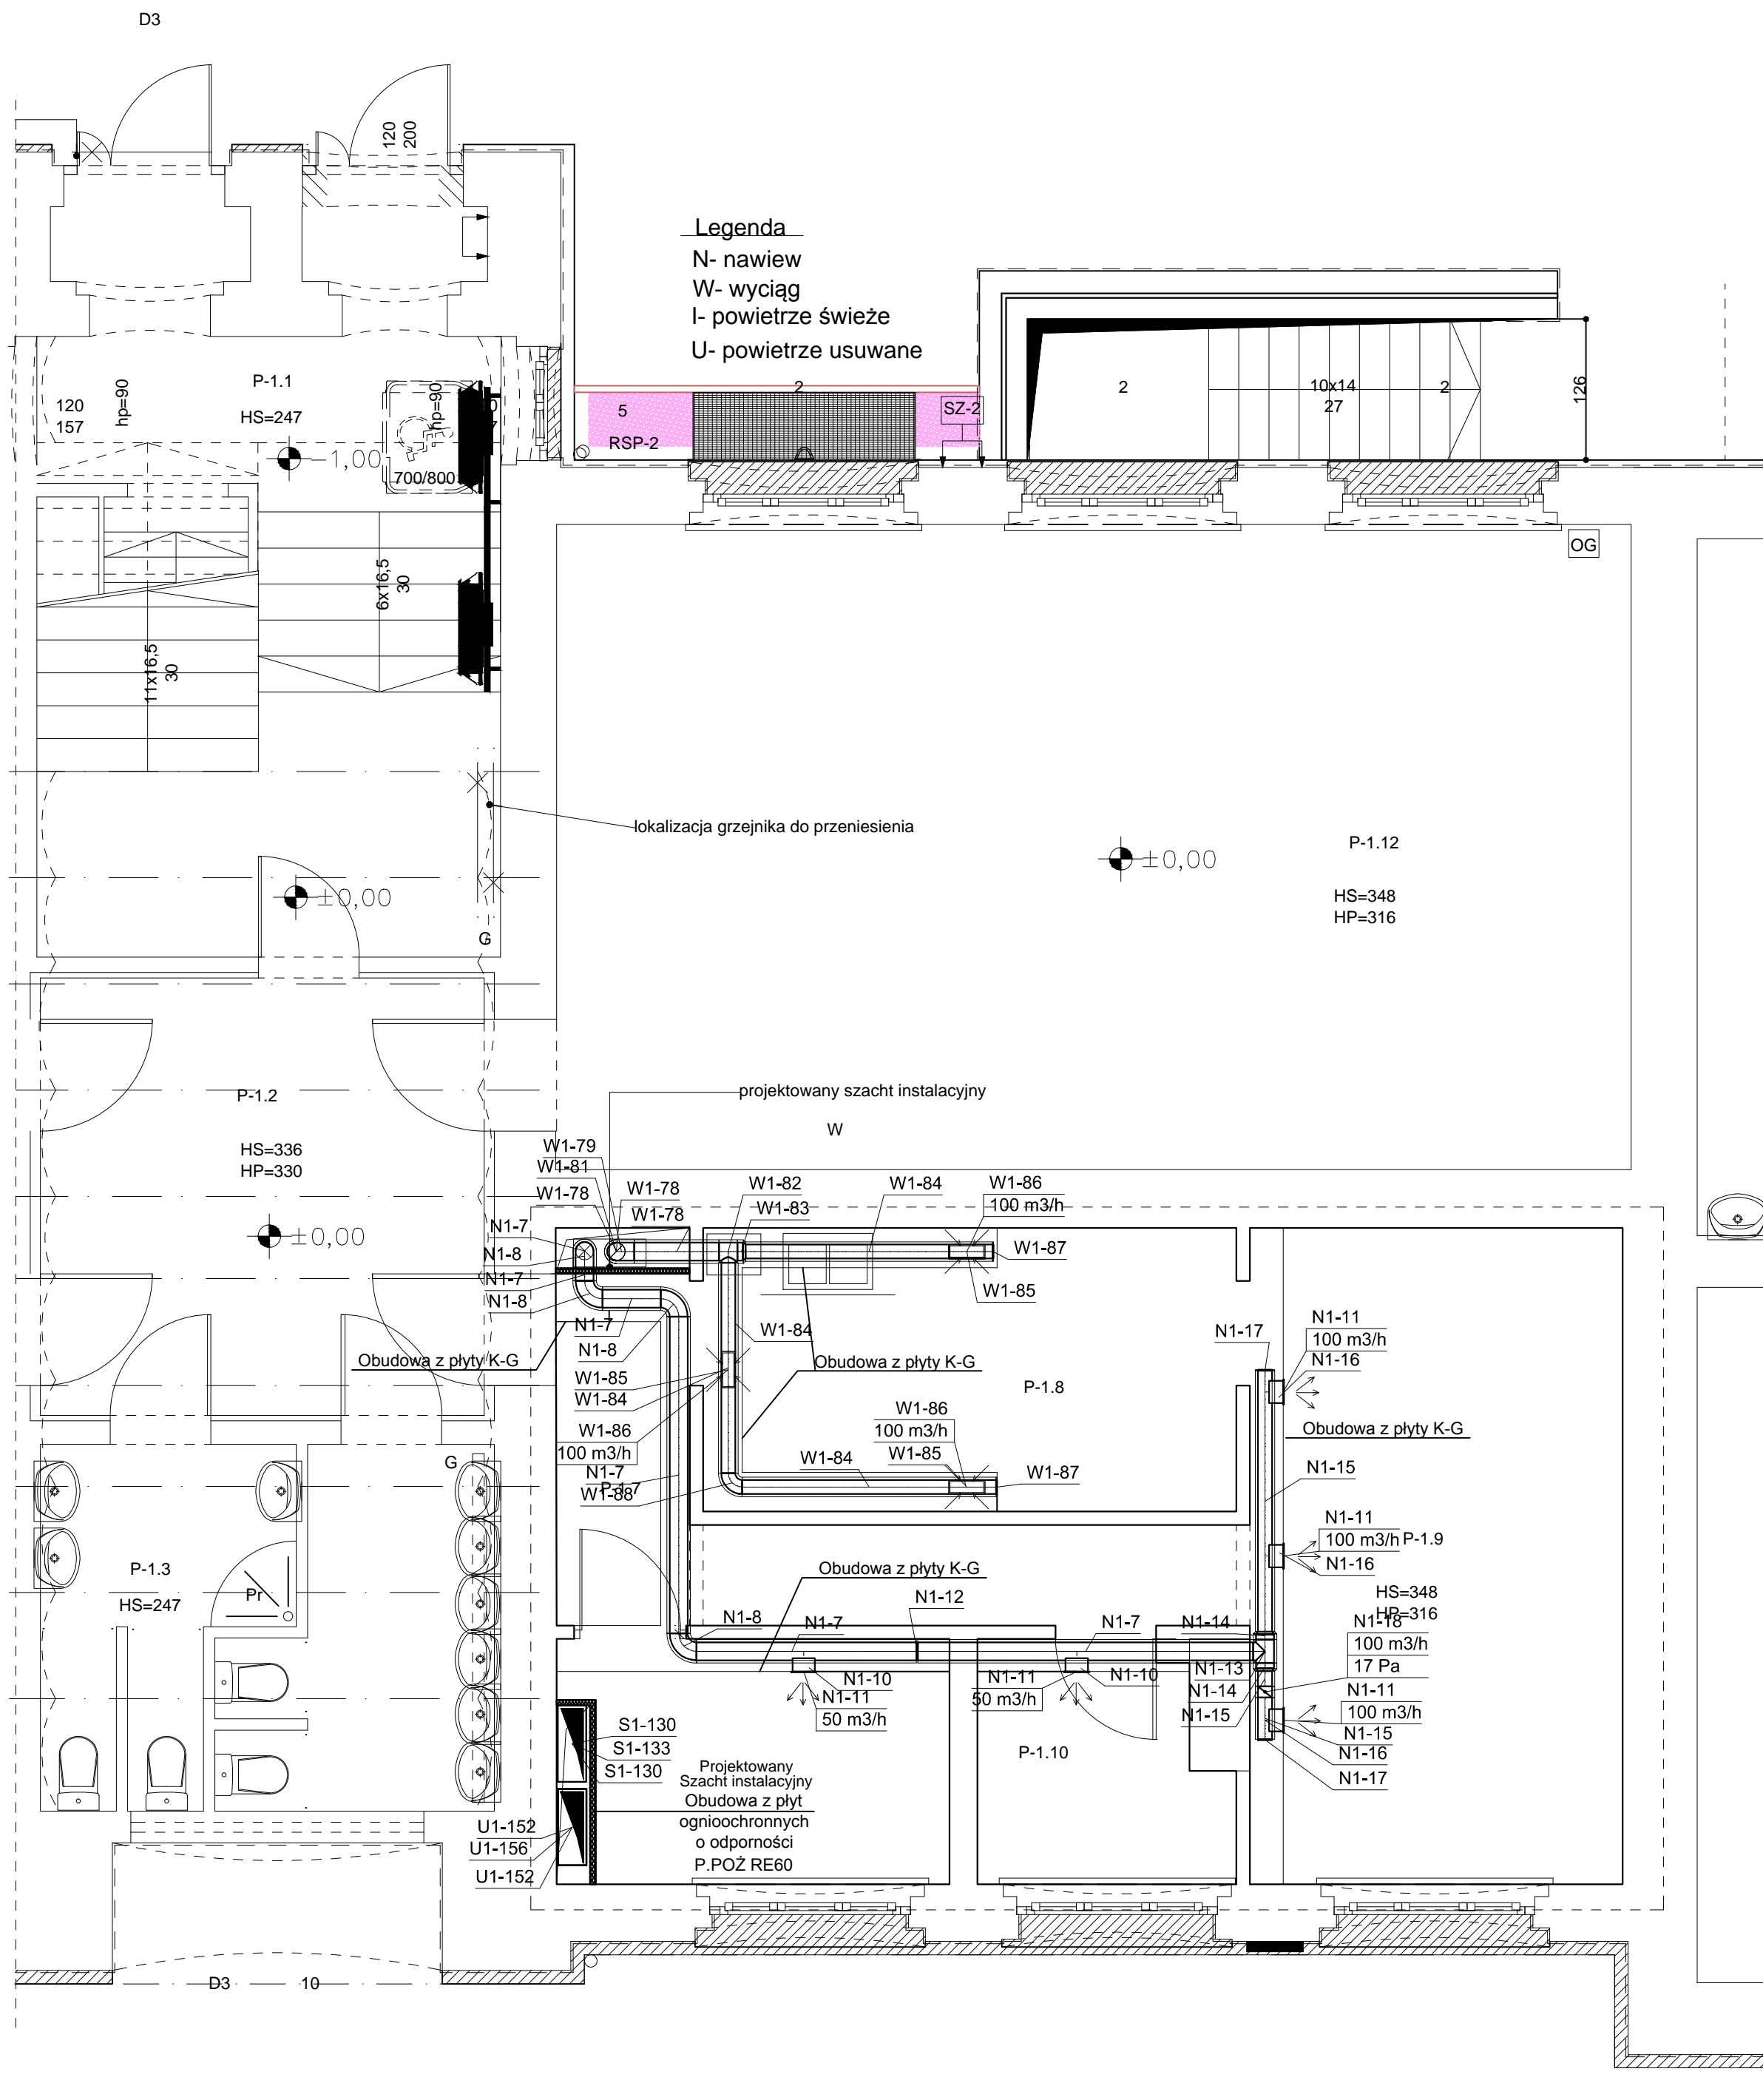 D3
120
200
Legenda
N- nawiew
W- wyciąg
I- powietrze świeże
U- powietrze usuwane
P-1.1
HS=247
120
157
hp=90
hp=90
-1,00
700/800
5
RSP-2
2
SZ-2
2
10x14
27
2
126
OG
6x16,5
30
11x16,5
30
lokalizacja grzejnika do przeniesienia
±0,00
P-1.12
HS=348
HP=316
±0,00
G
P-1.2
HS=336
HP=330
±0,00
projektowany szacht instalacyjny
W
W1-79
W1-81
W1-78
W1-78
W1-78
W1-82
W1-83
W1-84
W1-86
100 m3/h
W1-87
W1-85
N1-7
N1-8
N1-7
N1-8
N1-7
N1-8
W1-84
Obudowa z płyty K-G
Obudowa z płyty K-G
W1-85
W1-84
W1-86
100 m3/h
N1-7
P-1.7
W1-88
P-1.8
W1-86
100 m3/h
W1-85
W1-84
W1-87
N1-17
N1-11
100 m3/h
N1-16
Obudowa z płyty K-G
N1-15
N1-11
100 m3/h
P-1.9
N1-16
HS=348
HP=316
N1-18
100 m3/h
17 Pa
N1-11
100 m3/h
N1-15
N1-16
N1-17
G
P-1.3
HS=247
Pr
Obudowa z płyty K-G
N1-12
N1-8
N1-7
N1-7
N1-14
N1-13
N1-14
N1-15
N1-10
N1-11
50 m3/h
N1-11
50 m3/h
N1-10
P-1.10
S1-130
S1-133
S1-130
Projektowany
Szacht instalacyjny
Obudowa z płyt
ogniochronnych
o odporności
P.POŻ RE60
U1-152
U1-156
U1-152
D3
10